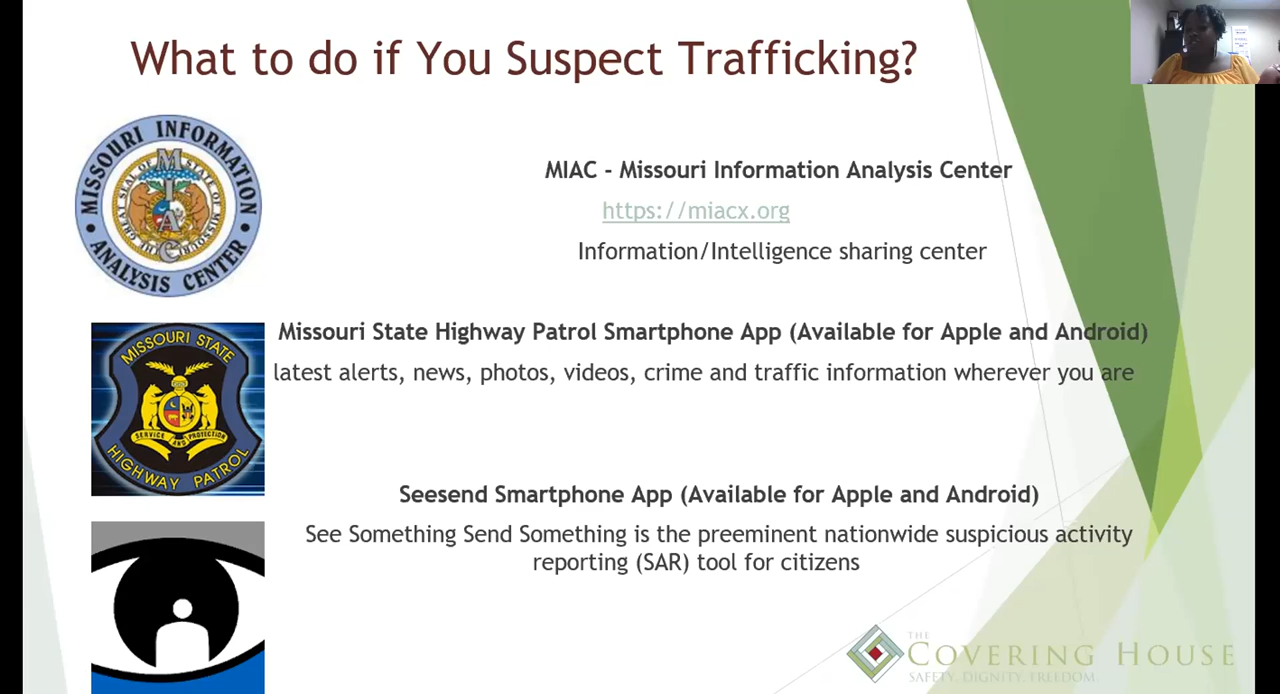 What to do if You Suspect Trafficking?
MISSOURI INFORMATION
ANALYSIS CENTER
MIAC
MIAC - Missouri Information Analysis Center
https://miacx.org
Information/Intelligence sharing center
MISSOURI STATE
SERVICE AND PROTECTION
HIGHWAY PATROL
Missouri State Highway Patrol Smartphone App (Available for Apple and Android)
latest alerts, news, photos, videos, crime and traffic information wherever you are
Seesend Smartphone App (Available for Apple and Android)
See Something Send Something is the preeminent nationwide suspicious activity
reporting (SAR) tool for citizens
THE
COVERING HOUSE
SAFETY. DIGNITY. FREEDOM.